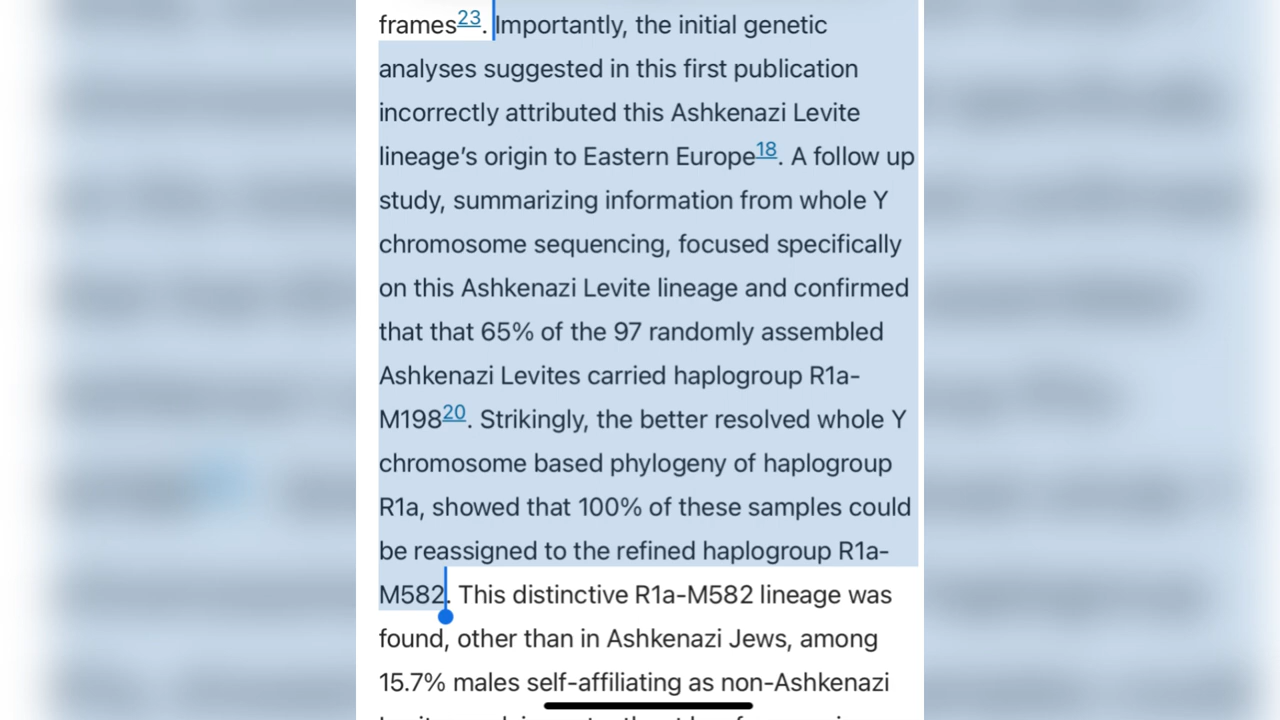 frames23. Importantly, the initial genetic
analyses suggested in this first publication
incorrectly attributed this Ashkenazi Levite
lineage’s origin to Eastern Europe18. A follow up
study, summarizing information from whole Y
chromosome sequencing, focused specifically
on this Ashkenazi Levite lineage and confirmed
that that 65% of the 97 randomly assembled
Ashkenazi Levites carried haplogroup R1a-
M19820. Strikingly, the better resolved whole Y
chromosome based phylogeny of haplogroup
R1a, showed that 100% of these samples could
be reassigned to the refined haplogroup R1a-
M582. This distinctive R1a-M582 lineage was
found, other than in Ashkenazi Jews, among
15.7% males self-affiliating as non-Ashkenazi